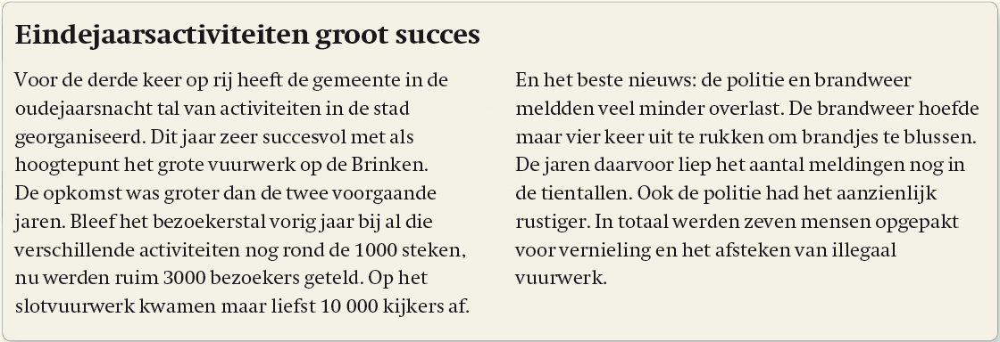 Eindejaarsactiviteiten groot succes
Voor de derde keer op rij heeft de gemeente in de
oudejaarsnacht tal van activiteiten in de stad
georganiseerd. Dit jaar zeer succesvol met als
hoogtepunt het grote vuurwerk op de Brinken.
De opkomst was groter dan de twee voorgaande
jaren. Bleef het bezoekerstal vorig jaar bij al die
verschillende activiteiten nog rond de 1000 steken,
nu werden ruim 3000 bezoekers geteld. Op het
slotvuurwerk kwamen maar liefst 10 000 kijkers af.
En het beste nieuws: de politie en brandweer
meldden veel minder overlast. De brandweer hoefde
maar vier keer uit te rukken om brandjes te blussen.
De jaren daarvoor liep het aantal meldingen nog in
de tientallen. Ook de politie had het aanzienlijk
rustiger. In totaal werden zeven mensen opgepakt
voor vernieling en het afsteken van illegaal
vuurwerk.